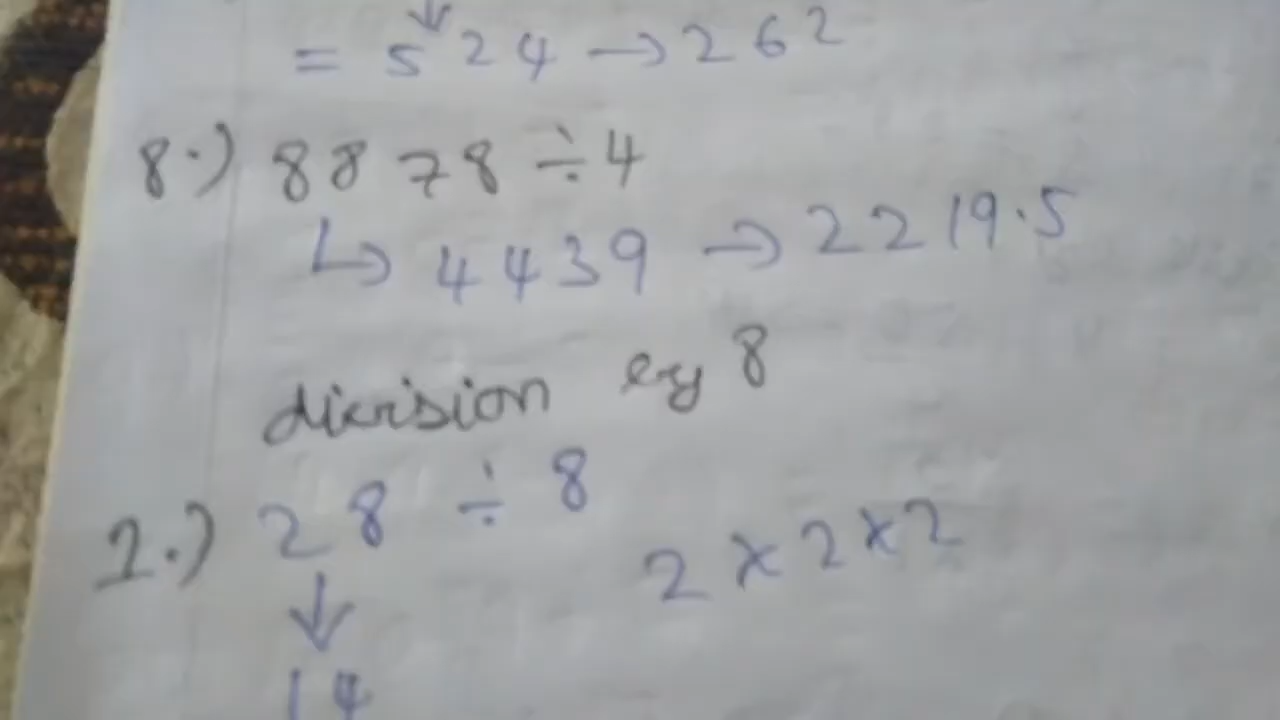 = 524 → 262
8.) 8878 ÷ 4
↳ 4439 → 2219.5
division by 8
1.) 28 ÷ 8
2 × 2 × 2
↓
14